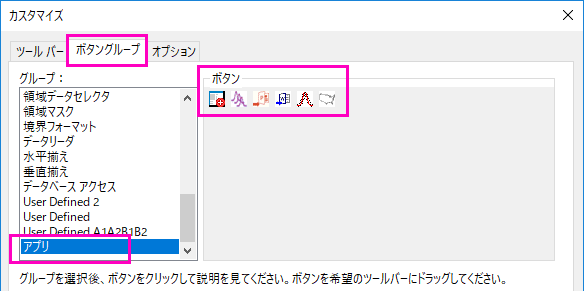 カスタマイズ
ツール バー ボタングループ オプション
グループ： ボタン
領域データセレクタ
領域マスク
境界フォーマット
データリーダ
水平揃え
垂直揃え
データベース アクセス
User Defined 2
User Defined
User Defined A1A2B1B2
アプリ
グループを選択後、ボタンをクリックして説明を見てください。ボタンを希望のツールバーにドラッグしてください。